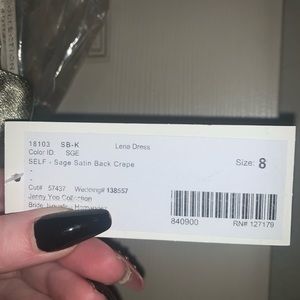 18103 SB-K Lena Dress
Color ID: SGE
SELF - Sage Satin Back Crepe
Size: 8
-
-
Cut# 57437 Wedding# 138557
Jenny Yoo Collection
840900 RN# 127179